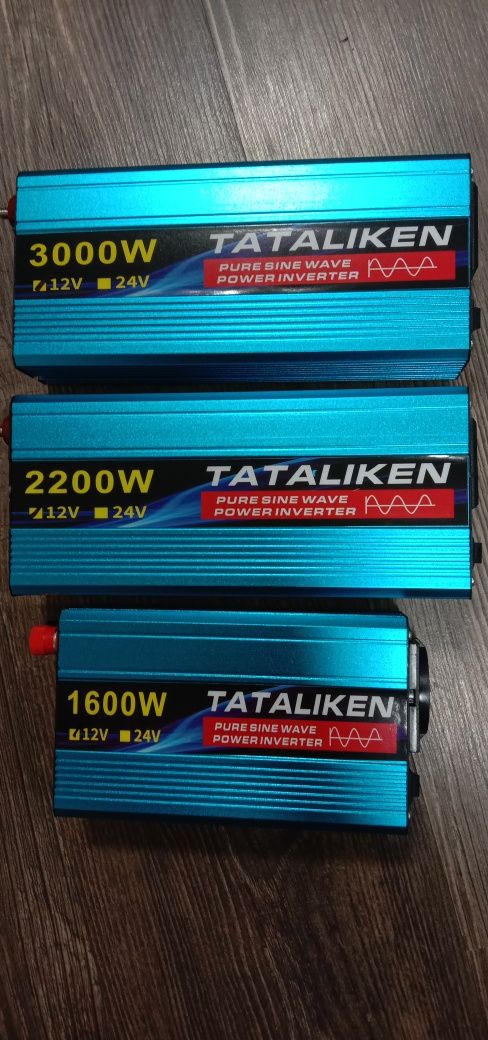 3000W
12V 24V
TATALIKEN
PURE SINE WAVE
POWER INVERTER
2200W
12V 24V
TATALIKEN
PURE SINE WAVE
POWER INVERTER
1600W
12V 24V
TATALIKEN
PURE SINE WAVE
POWER INVERTER